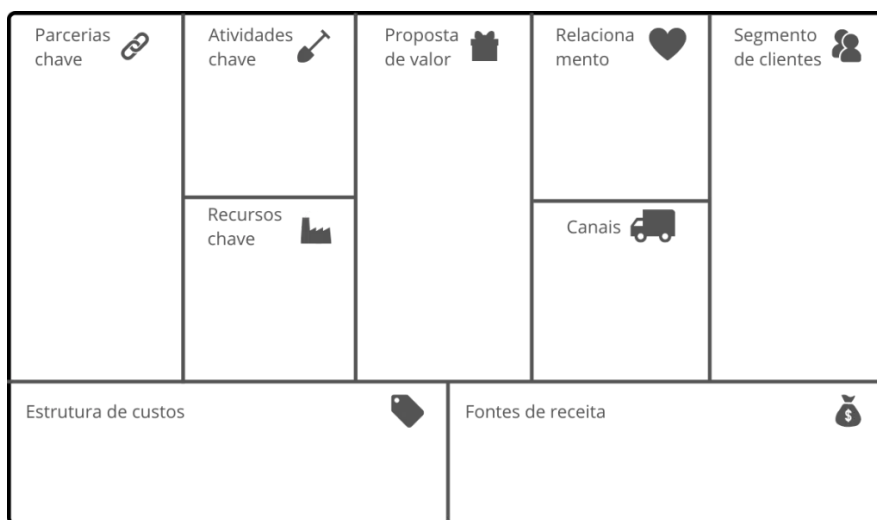 Parcerias
chave
Atividades
chave
Proposta
de valor
Relaciona
mento
Segmento
de clientes
Recursos
chave
Canais
Estrutura de custos
Fontes de receita
$